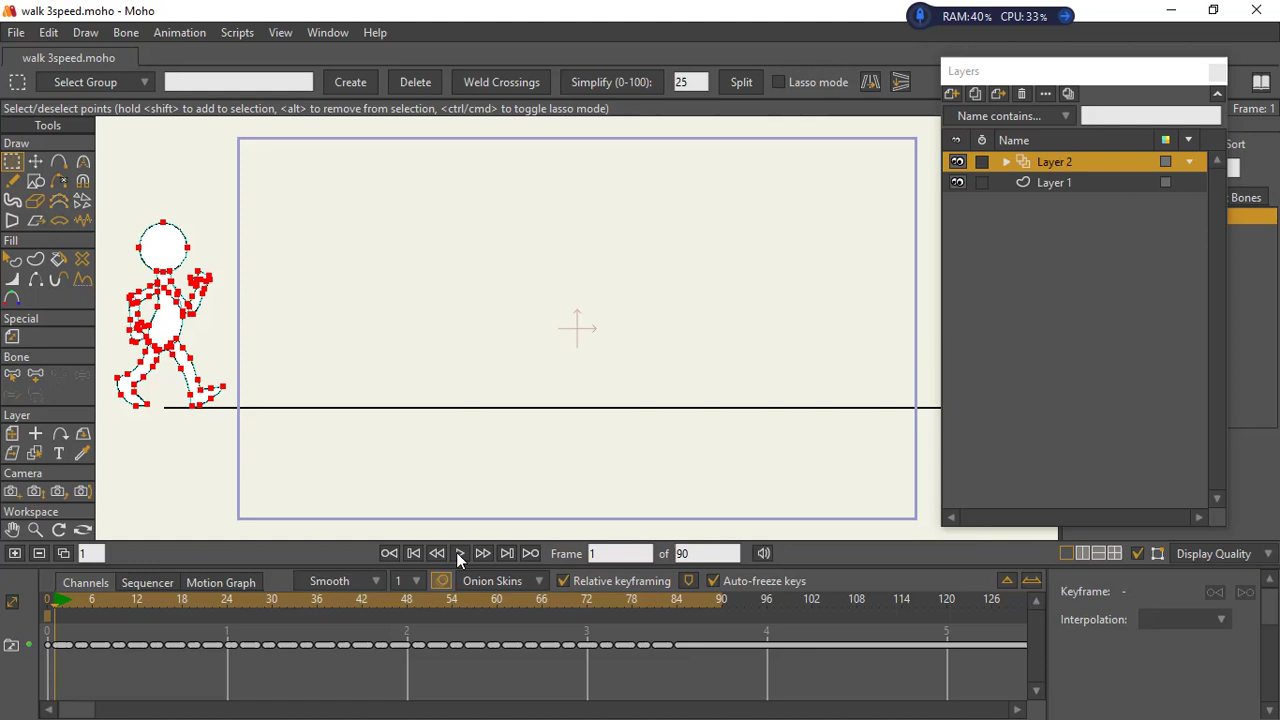 walk 3speed.moho - Moho
RAM:40% CPU:33%
File Edit Draw Bone Animation Scripts View Window Help
walk 3speed.moho
Select Group Create Delete Weld Crossings Simplify (0-100): 25 Split Lasso mode
Layers
Select/deselect points (hold <shift> to add to selection, <alt> to remove from selection, <ctrl/cmd> to toggle lasso mode)
Frame: 1
Tools
Name contains...
Draw
Name
Sort
Layer 2
Layer 1
Bones
Fill
Special
Bone
Layer
Camera
Workspace
1 Frame 1 of 90 Display Quality
Channels Sequencer Motion Graph Smooth 1 Onion Skins Relative keyframing Auto-freeze keys
Keyframe: -
0 6 12 18 24 30 36 42 48 54 60 66 72 78 84 90 96 102 108 114 120 126
Interpolation:
0 1 2 3 4 5